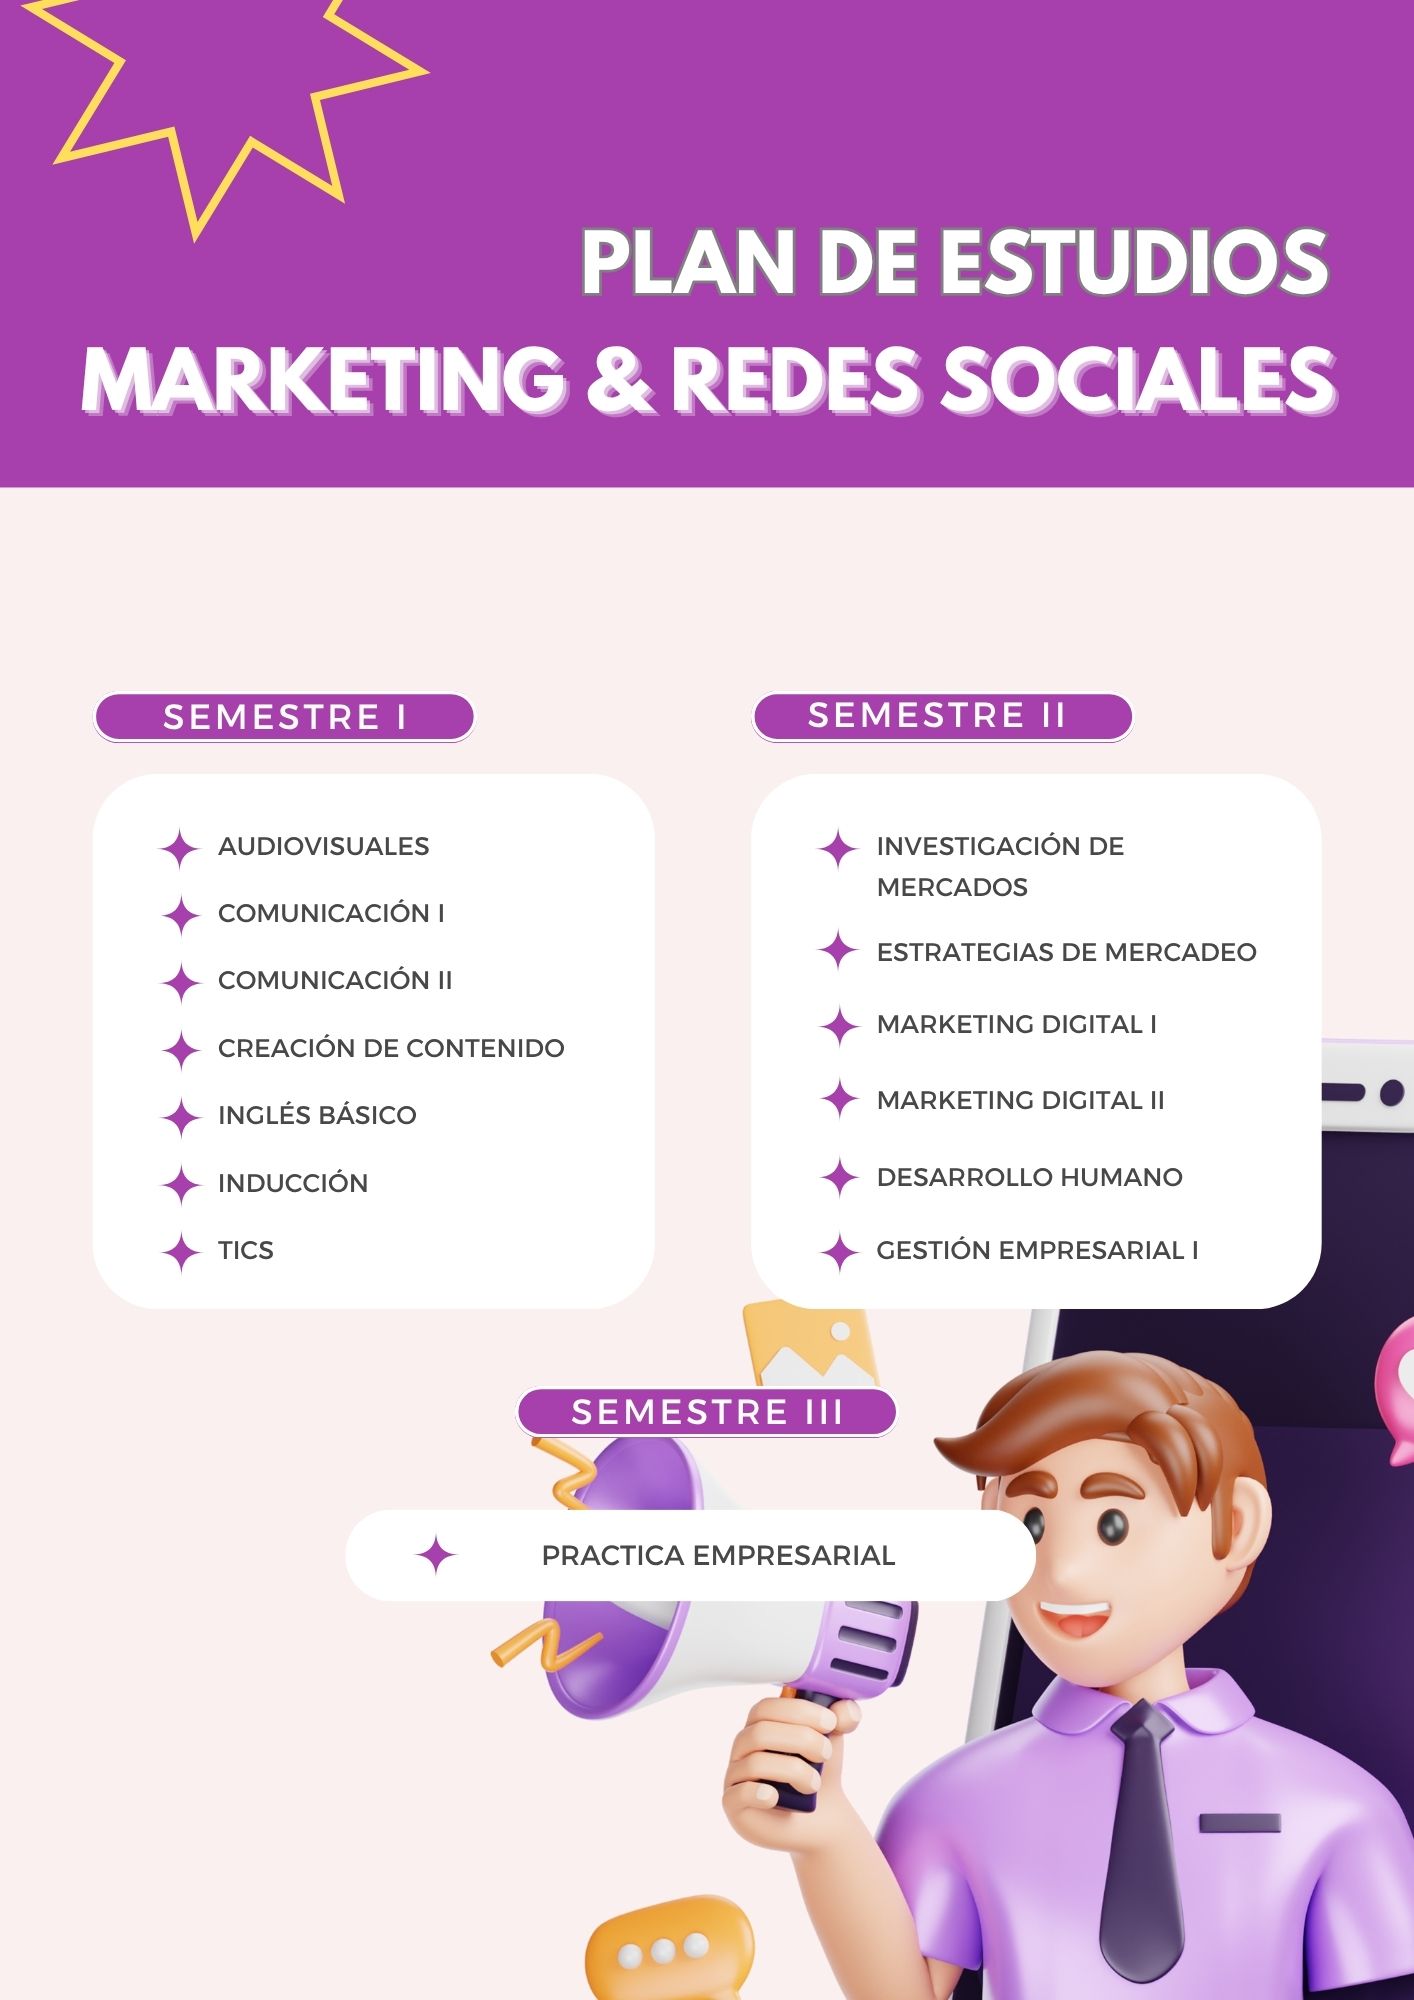 PLAN DE ESTUDIOS
MARKETING & REDES SOCIALES
SEMESTRE I
AUDIOVISUALES
COMUNICACIÓN I
COMUNICACIÓN II
CREACIÓN DE CONTENIDO
INGLÉS BÁSICO
INDUCCIÓN
TICS
SEMESTRE II
INVESTIGACIÓN DE
MERCADOS
ESTRATEGIAS DE MERCADEO
MARKETING DIGITAL I
MARKETING DIGITAL II
DESARROLLO HUMANO
GESTIÓN EMPRESARIAL I
SEMESTRE III
PRACTICA EMPRESARIAL